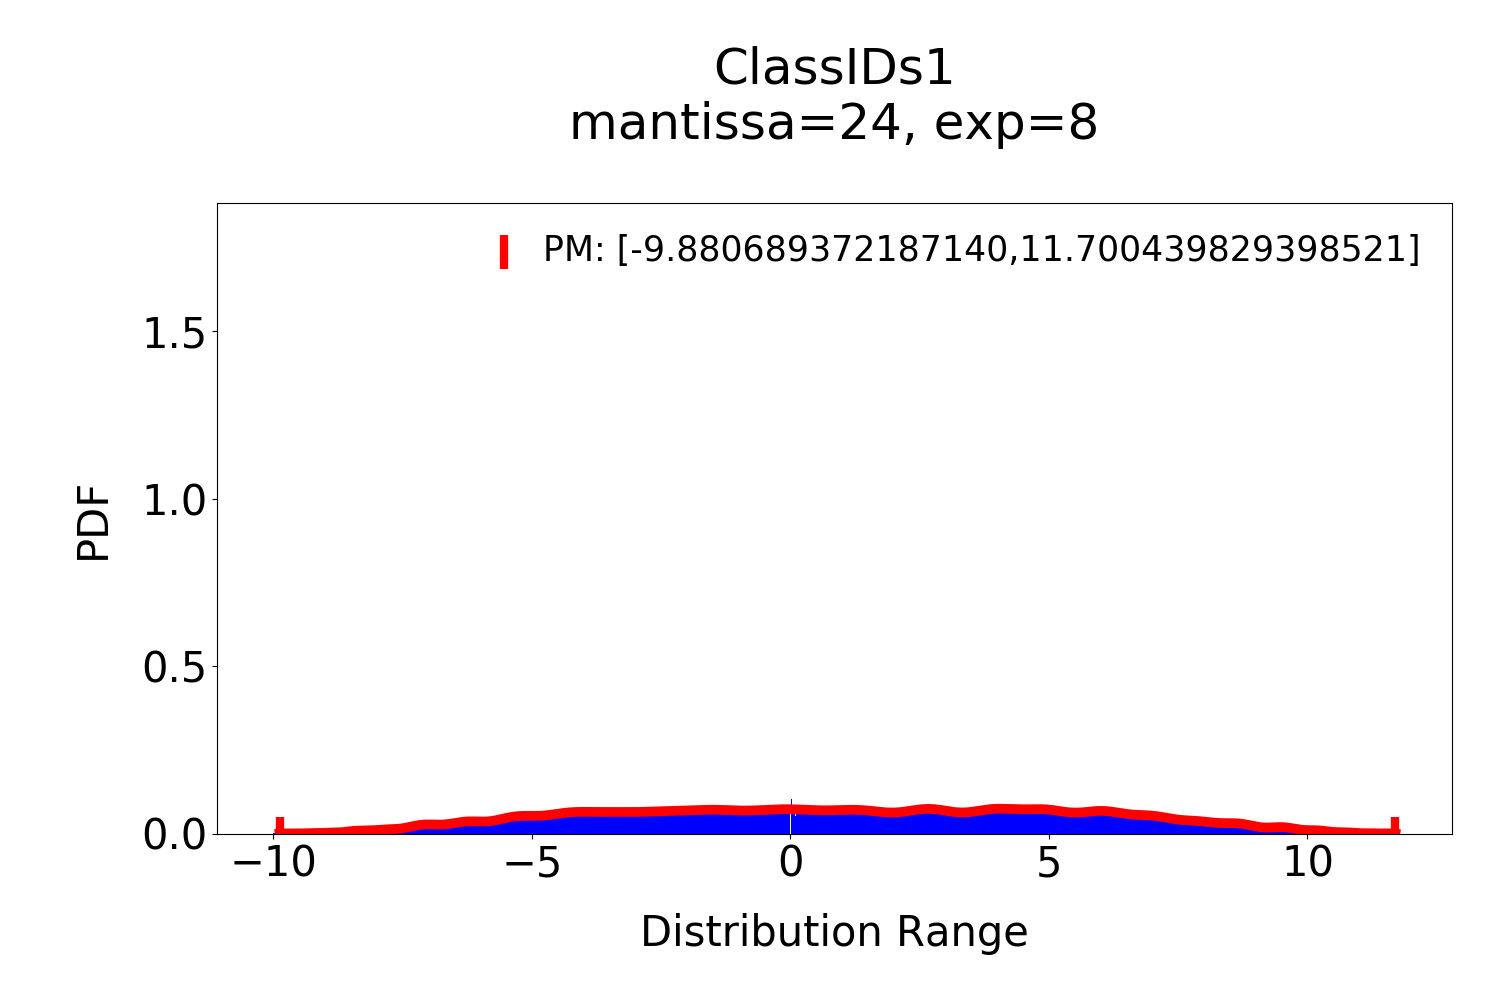 ClassIDs1
mantissa=24, exp=8
PM: [-9.880689372187140,11.700439829398521]
1.5
1.0
0.5
0.0
PDF
−10 −5 0 5 10
Distribution Range